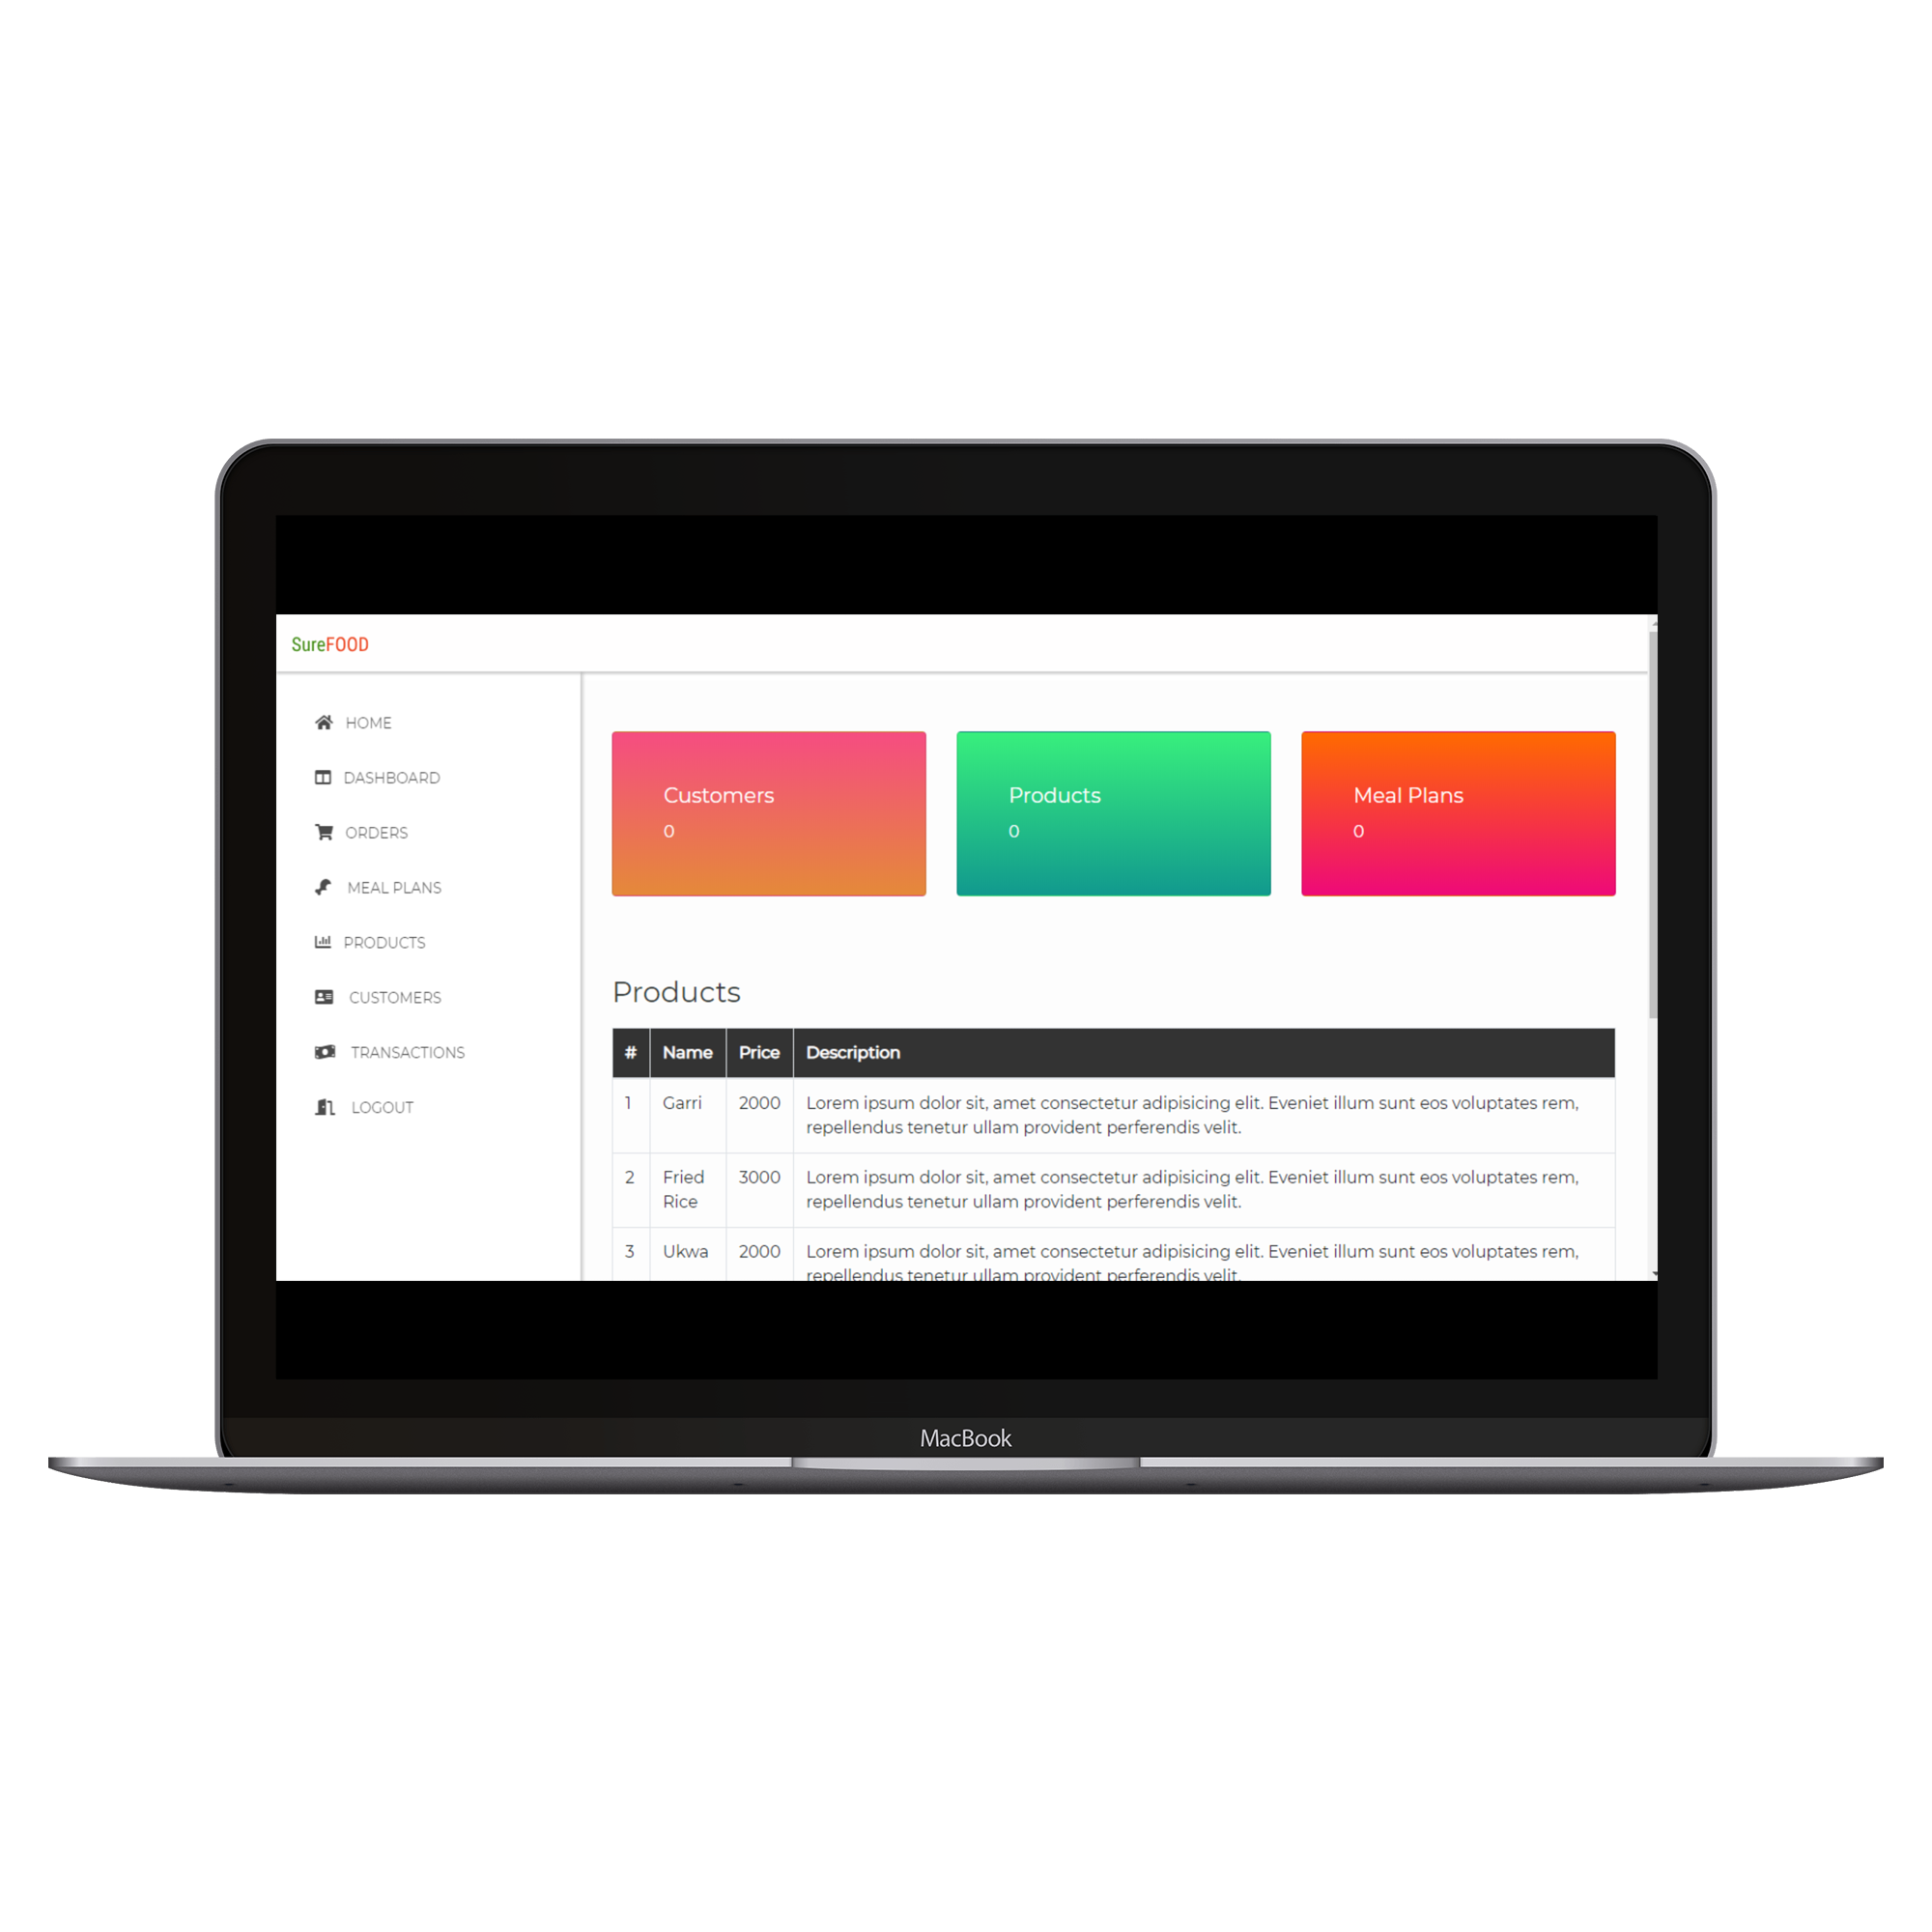 SureFOOD
HOME
DASHBOARD
ORDERS
MEAL PLANS
PRODUCTS
CUSTOMERS
TRANSACTIONS
LOGOUT
Customers
0
Products
0
Meal Plans
0
Products
# Name Price Description
1 Garri 2000 Lorem ipsum dolor sit, amet consectetur adipisicing elit. Eveniet illum sunt eos voluptates rem,
repellendus tenetur ullam provident perferendis velit.
2 Fried 3000 Lorem ipsum dolor sit, amet consectetur adipisicing elit. Eveniet illum sunt eos voluptates rem,
Rice repellendus tenetur ullam provident perferendis velit.
3 Ukwa 2000 Lorem ipsum dolor sit, amet consectetur adipisicing elit. Eveniet illum sunt eos voluptates rem,
repellendus tenetur ullam provident perferendis velit.
MacBook